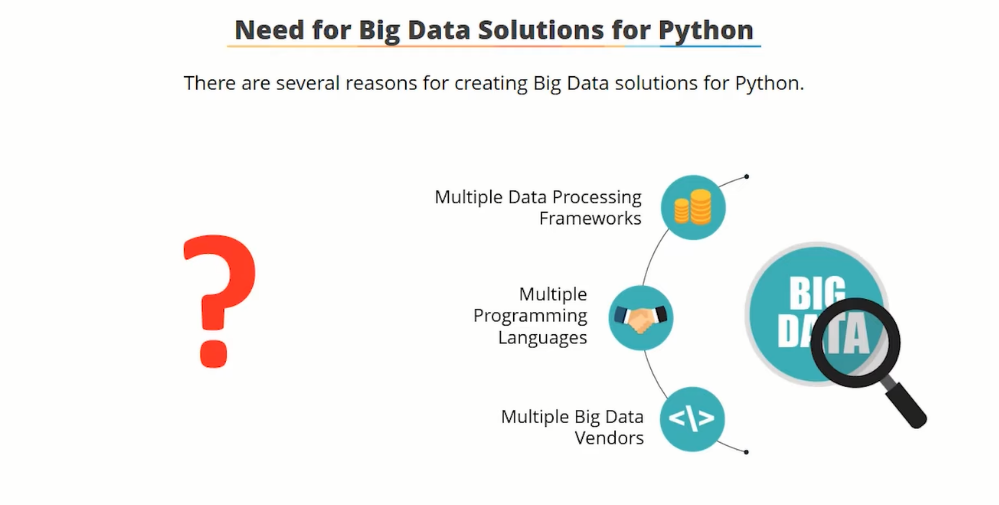 Need for Big Data Solutions for Python
There are several reasons for creating Big Data solutions for Python.
Multiple Data Processing
Frameworks
Multiple
Programming
Languages
Multiple Big Data
Vendors
?
BIG
DATA
<\>